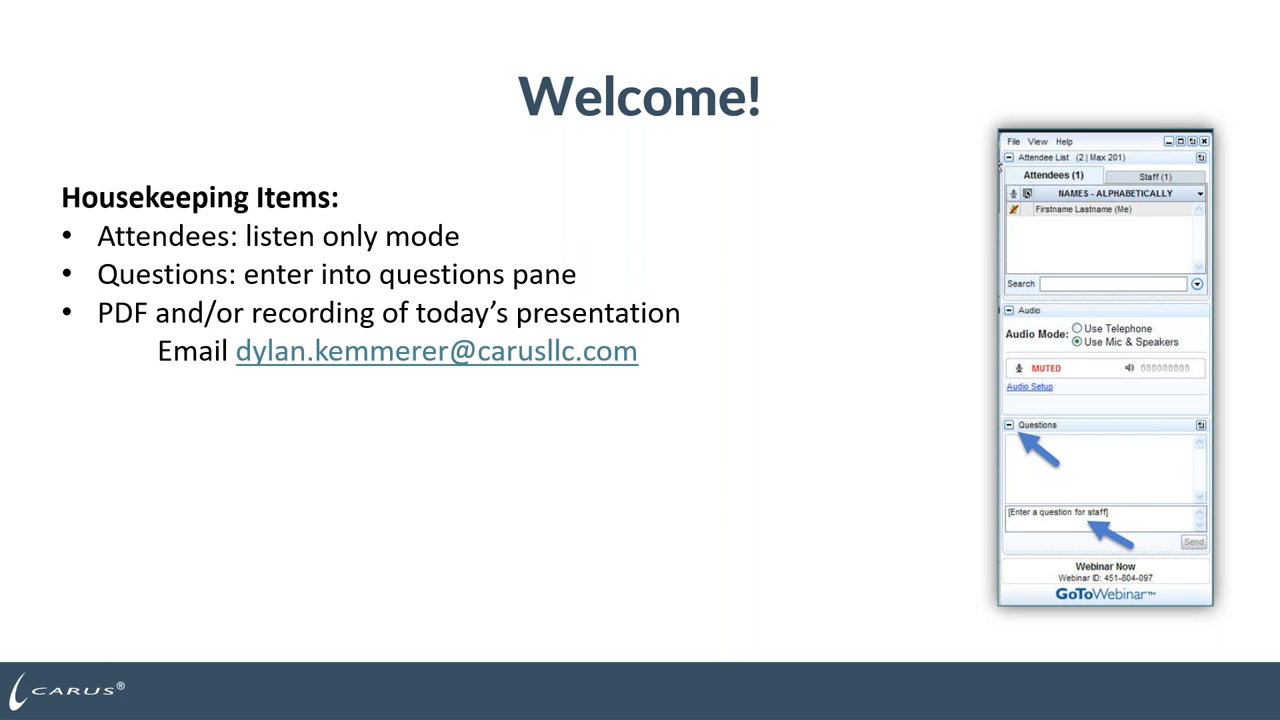 Welcome!
Housekeeping Items:
• Attendees: listen only mode
• Questions: enter into questions pane
• PDF and/or recording of today’s presentation
Email dylan.kemmerer@carusllc.com
File View Help
Attendee List (2 | Max 201)
Attendees (1) Staff (1)
NAMES - ALPHABETICALLY
Firstname Lastname (Me)
Search
Audio
Audio Mode: Use Telephone
Use Mic & Speakers
MUTED 000000000
Audio Setup
Questions
[Enter a question for staff]
Send
Webinar Now
Webinar ID: 451-804-097
GoToWebinar™
CARUS®